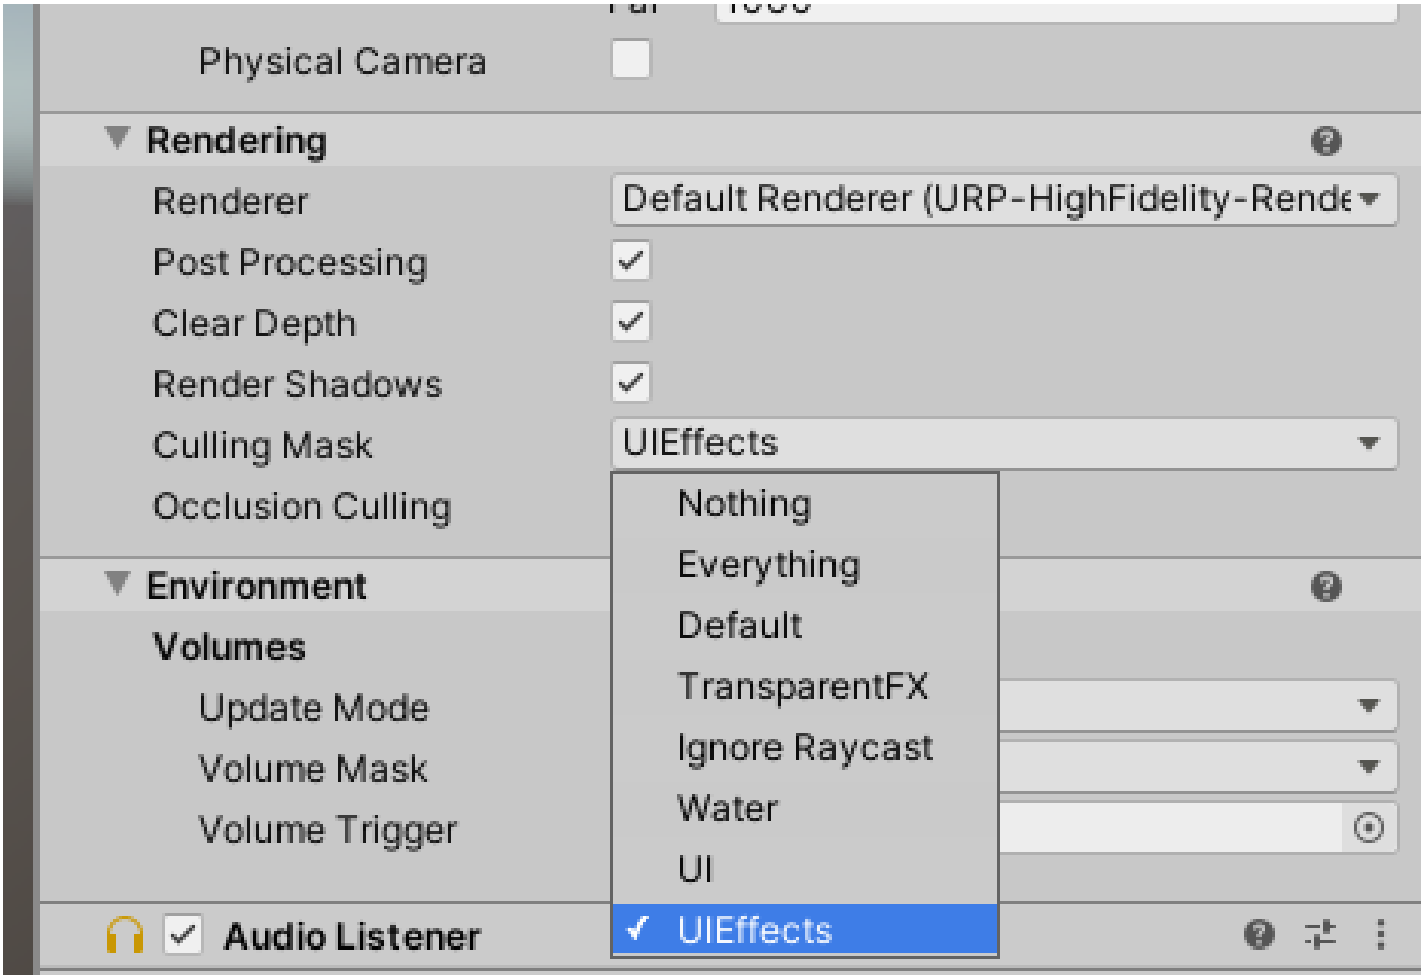 Far 1000
Physical Camera
Rendering
Renderer Default Renderer (URP-HighFidelity-Rende
Post Processing
Clear Depth
Render Shadows
Culling Mask UIEffects
Nothing
Occlusion Culling
Everything
Environment
Default
Volumes
TransparentFX
Update Mode
Ignore Raycast
Volume Mask
Water
Volume Trigger
UI
Audio Listener
UIEffects